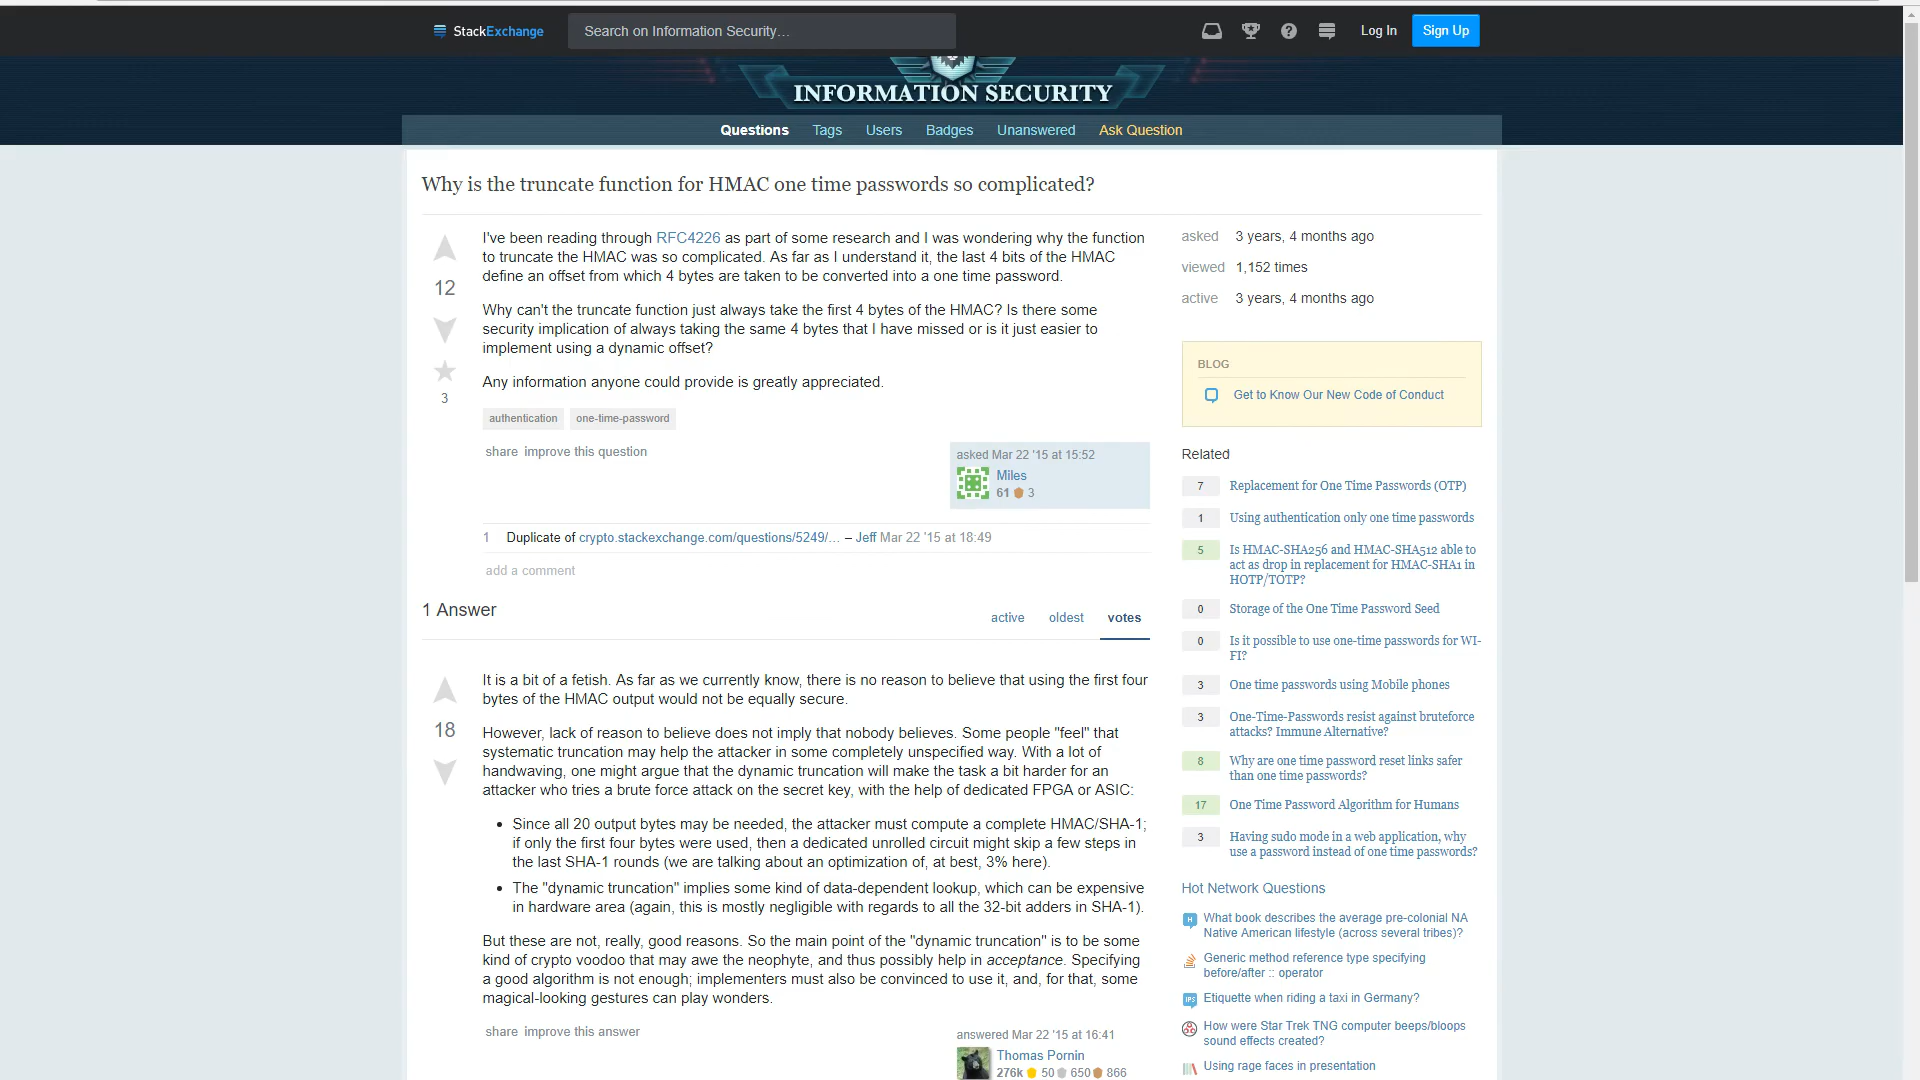 StackExchange
Search on Information Security…
Log In
Sign Up
INFORMATION SECURITY
Questions
Tags
Users
Badges
Unanswered
Ask Question
Why is the truncate function for HMAC one time passwords so complicated?
12
3
I've been reading through RFC4226 as part of some research and I was wondering why the function
to truncate the HMAC was so complicated. As far as I understand it, the last 4 bits of the HMAC
define an offset from which 4 bytes are taken to be converted into a one time password.
Why can't the truncate function just always take the first 4 bytes of the HMAC? Is there some
security implication of always taking the same 4 bytes that I have missed or is it just easier to
implement using a dynamic offset?
Any information anyone could provide is greatly appreciated.
authentication
one-time-password
share improve this question
asked Mar 22 '15 at 15:52
Miles
61 3
1 Duplicate of crypto.stackexchange.com/questions/5249/… – Jeff Mar 22 '15 at 18:49
add a comment
1 Answer
active
oldest
votes
18
It is a bit of a fetish. As far as we currently know, there is no reason to believe that using the first four
bytes of the HMAC output would not be equally secure.
However, lack of reason to believe does not imply that nobody believes. Some people "feel" that
systematic truncation may help the attacker in some completely unspecified way. With a lot of
handwaving, one might argue that the dynamic truncation will make the task a bit harder for an
attacker who tries a brute force attack on the secret key, with the help of dedicated FPGA or ASIC:
• Since all 20 output bytes may be needed, the attacker must compute a complete HMAC/SHA-1;
if only the first four bytes were used, then a dedicated unrolled circuit might skip a few steps in
the last SHA-1 rounds (we are talking about an optimization of, at best, 3% here).
• The "dynamic truncation" implies some kind of data-dependent lookup, which can be expensive
in hardware area (again, this is mostly negligible with regards to all the 32-bit adders in SHA-1).
But these are not, really, good reasons. So the main point of the "dynamic truncation" is to be some
kind of crypto voodoo that may awe the neophyte, and thus possibly help in acceptance. Specifying
a good algorithm is not enough; implementers must also be convinced to use it, and, for that, some
magical-looking gestures can play wonders.
share improve this answer
answered Mar 22 '15 at 16:41
Thomas Pornin
276k 50 650 866
asked 3 years, 4 months ago
viewed 1,152 times
active 3 years, 4 months ago
BLOG
Get to Know Our New Code of Conduct
Related
7 Replacement for One Time Passwords (OTP)
1 Using authentication only one time passwords
5 Is HMAC-SHA256 and HMAC-SHA512 able to
act as drop in replacement for HMAC-SHA1 in
HOTP/TOTP?
0 Storage of the One Time Password Seed
0 Is it possible to use one-time passwords for WI-
FI?
3 One time passwords using Mobile phones
3 One-Time-Passwords resist against bruteforce
attacks? Immune Alternative?
8 Why are one time password reset links safer
than one time passwords?
17 One Time Password Algorithm for Humans
3 Having sudo mode in a web application, why
use a password instead of one time passwords?
Hot Network Questions
What book describes the average pre-colonial NA
Native American lifestyle (across several tribes)?
Generic method reference type specifying
before/after :: operator
Etiquette when riding a taxi in Germany?
How were Star Trek TNG computer beeps/bloops
sound effects created?
Using rage faces in presentation